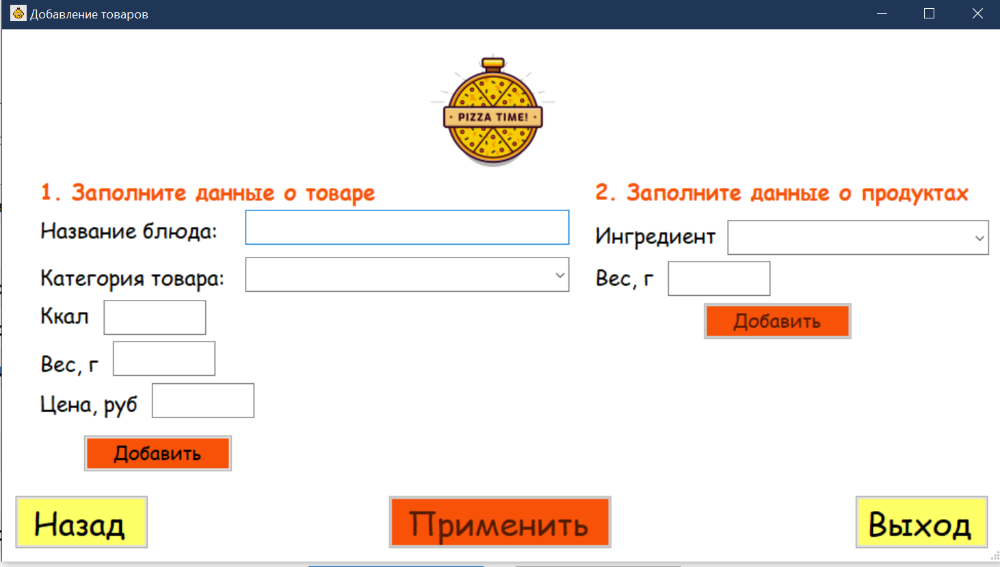 Добавление товаров
· PIZZA TIME! ·
1. Заполните данные о товаре
Название блюда:
Категория товара:
Ккал
Вес, г
Цена, руб
Добавить
2. Заполните данные о продуктах
Ингредиент
Вес, г
Добавить
Назад
Применить
Выход